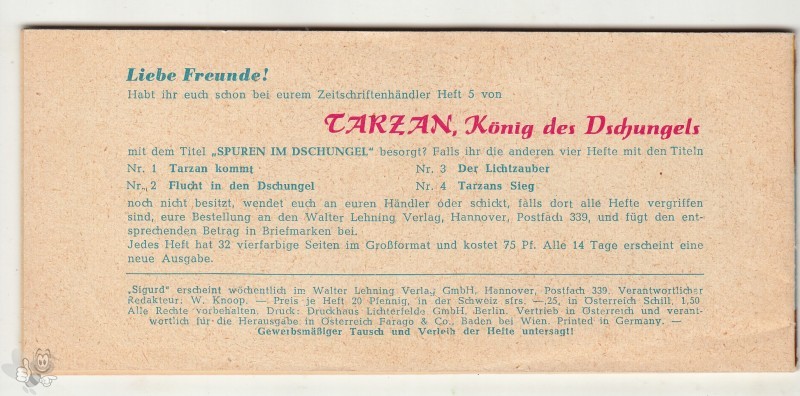 Liebe Freunde!
Habt ihr euch schon bei eurem Zeitschriftenhändler Heft 5 von
TARZAN, König des Dschungels
mit dem Titel „SPUREN IM DSCHUNGEL" besorgt? Falls ihr die anderen vier Hefte mit den Titeln
Nr. 1 Tarzan kommt
Nr. 3 Der Lichtzauber
Nr. 2 Flucht in den Dschungel
Nr. 4 Tarzans Sieg
noch nicht besitzt, wendet euch an euren Händler oder schickt, fälls dort alle Hefte vergriffen
sind, eure Bestellung an den Walter Lehning Verlag, Hannover, Postfach 339, und fügt den ent-
sprechenden Betrag in Briefmarken bei.
Jedes Heft hat 32 vierfarbige Seiten im Großformat und kostet 75 Pf. Alle 14 Tage erscheint eine
neue Ausgabe.
„Sigurd" erscheint wöchentlich im Walter Lehning Verlag GmbH, Hannover, Postfach 339. Verantwortlicher
Redakteur: W. Knoop. — Preis je Heft 20 Pfennig, in der Schweiz sfrs. —.25, in Österreich Schill. 1,50
Alle Rechte vorbehalten. Druck: Druckhaus Lichterfelde GmbH. Berlin. Vertrieb in Österreich und verant-
wortlich für die Herausgabe in Österreich Farago & Co., Baden bei Wien. Printed in Germany. —
Gewerbsmäßiger Tausch und Verleih der Hefte untersagt!